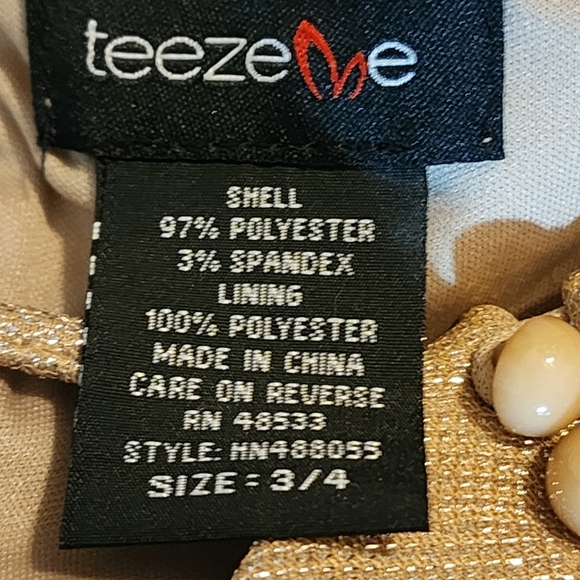 teezeme
SHELL
97% POLYESTER
3% SPANDEX
LINING
100% POLYESTER
MADE IN CHINA
CARE ON REVERSE
RN 48533
STYLE: HN488055
SIZE = 3/4